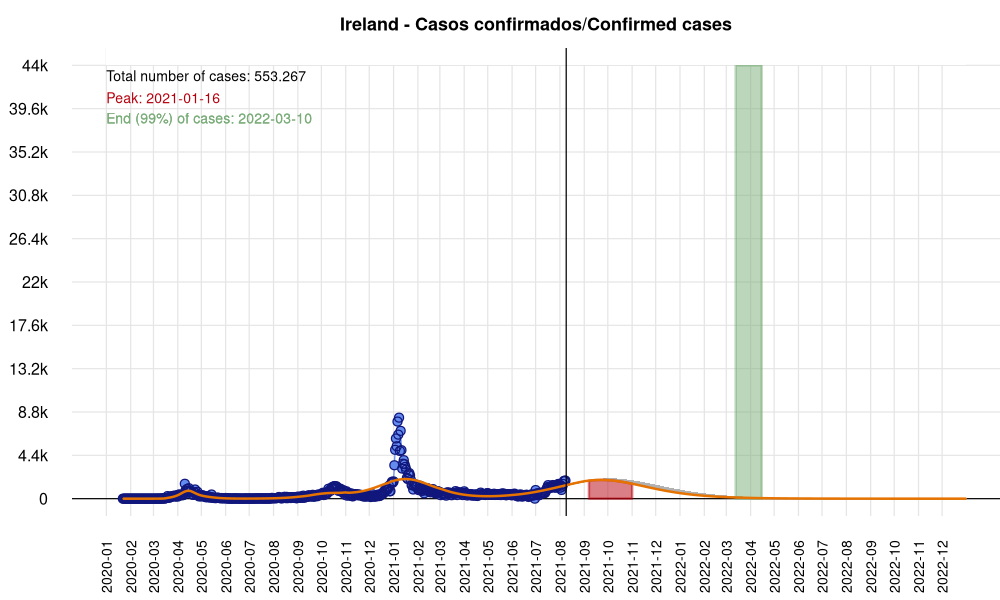 Ireland - Casos confirmados/Confirmed cases
Total number of cases: 553.267
Peak: 2021-01-16
End (99%) of cases: 2022-03-10
44k
39.6k
35.2k
30.8k
26.4k
22k
17.6k
13.2k
8.8k
4.4k
0
2020-01
2020-02
2020-03
2020-04
2020-05
2020-06
2020-07
2020-08
2020-09
2020-10
2020-11
2020-12
2021-01
2021-02
2021-03
2021-04
2021-05
2021-06
2021-07
2021-08
2021-09
2021-10
2021-11
2021-12
2022-01
2022-02
2022-03
2022-04
2022-05
2022-06
2022-07
2022-08
2022-09
2022-10
2022-11
2022-12